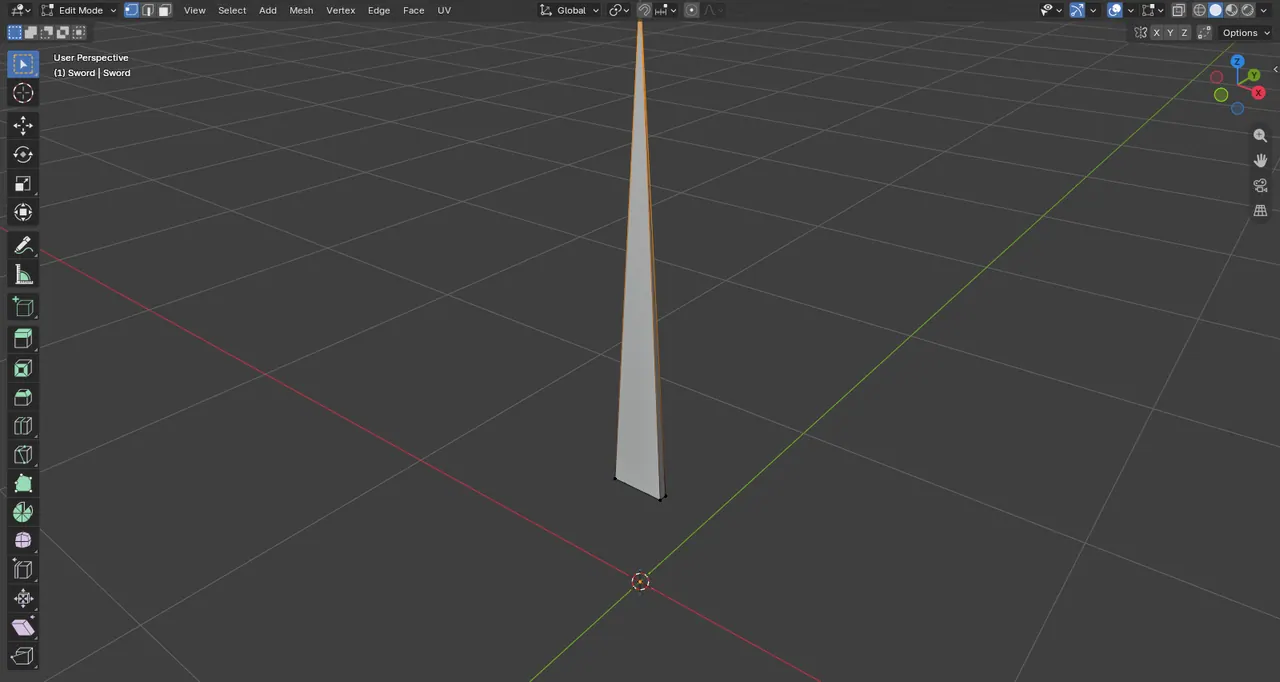 Edit Mode View Select Add Mesh Vertex Edge Face UV Global
X Y Z Options
User Perspective
(1) Sword | Sword
Z
Y
X